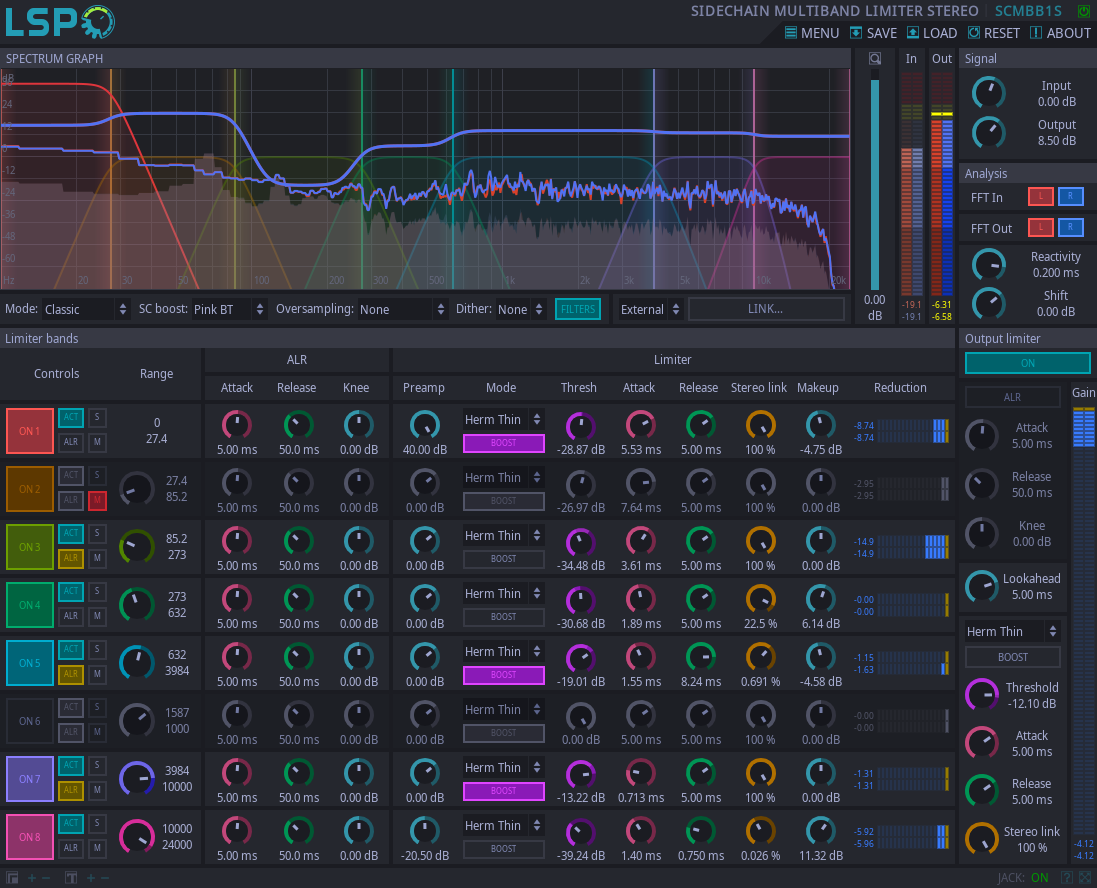 LSP
SIDECHAIN MULTIBAND LIMITER STEREO SCMBB1S
MENU SAVE LOAD RESET ABOUT
SPECTRUM GRAPH
dB
24
12
0
-12
-24
-36
-48
-60
Hz 20 30 50 100 200 300 500 1k 2k 3k 5k 10k 20k
Mode: Classic SC boost: Pink BT Oversampling: None Dither: None FILTERS External LINK...
0.00
dB
In Out
-19.1 -6.31
-19.1 -6.58
Signal
Input
0.00 dB
Output
8.50 dB
Analysis
FFT In L R
FFT Out L R
Reactivity
0.200 ms
Shift
0.00 dB
Limiter bands
Controls Range ALR Limiter
Attack Release Knee Preamp Mode Thresh Attack Release Stereo link Makeup Reduction
ON 1 ACT S ALR M 0 27.4 5.00 ms 50.0 ms 0.00 dB 40.00 dB Herm Thin BOOST -28.87 dB 5.53 ms 5.00 ms 100 % -4.75 dB -8.74 -8.74
ON 2 ACT S ALR M 27.4 85.2 5.00 ms 50.0 ms 0.00 dB 0.00 dB Herm Thin BOOST -26.97 dB 7.64 ms 5.00 ms 100 % 0.00 dB -2.95 -2.95
ON 3 ACT S ALR M 85.2 273 5.00 ms 50.0 ms 0.00 dB 0.00 dB Herm Thin BOOST -34.48 dB 3.61 ms 5.00 ms 100 % 0.00 dB -14.9 -14.9
ON 4 ACT S ALR M 273 632 5.00 ms 50.0 ms 0.00 dB 0.00 dB Herm Thin BOOST -30.68 dB 1.89 ms 5.00 ms 22.5 % 6.14 dB -0.00 -0.00
ON 5 ACT S ALR M 632 3984 5.00 ms 50.0 ms 0.00 dB 0.00 dB Herm Thin BOOST -19.01 dB 1.55 ms 8.24 ms 0.691 % -4.58 dB -1.15 -1.63
ON 6 ACT S ALR M 1587 1000 5.00 ms 50.0 ms 0.00 dB 0.00 dB Herm Thin BOOST 0.00 dB 5.00 ms 5.00 ms 100 % 0.00 dB -0.00 -0.00
ON 7 ACT S ALR M 3984 10000 5.00 ms 50.0 ms 0.00 dB 0.00 dB Herm Thin BOOST -13.22 dB 0.713 ms 5.00 ms 100 % 0.00 dB -1.31 -1.31
ON 8 ACT S ALR M 10000 24000 5.00 ms 50.0 ms 0.00 dB -20.50 dB Herm Thin BOOST -39.24 dB 1.40 ms 0.750 ms 0.026 % 11.32 dB -5.92 -5.96
Output limiter
ON
ALR Gain
Attack
5.00 ms
Release
50.0 ms
Knee
0.00 dB
Lookahead
5.00 ms
Herm Thin
BOOST
Threshold
-12.10 dB
Attack
5.00 ms
Release
5.00 ms
Stereo link
100 %
-4.12
-4.12
JACK: ON